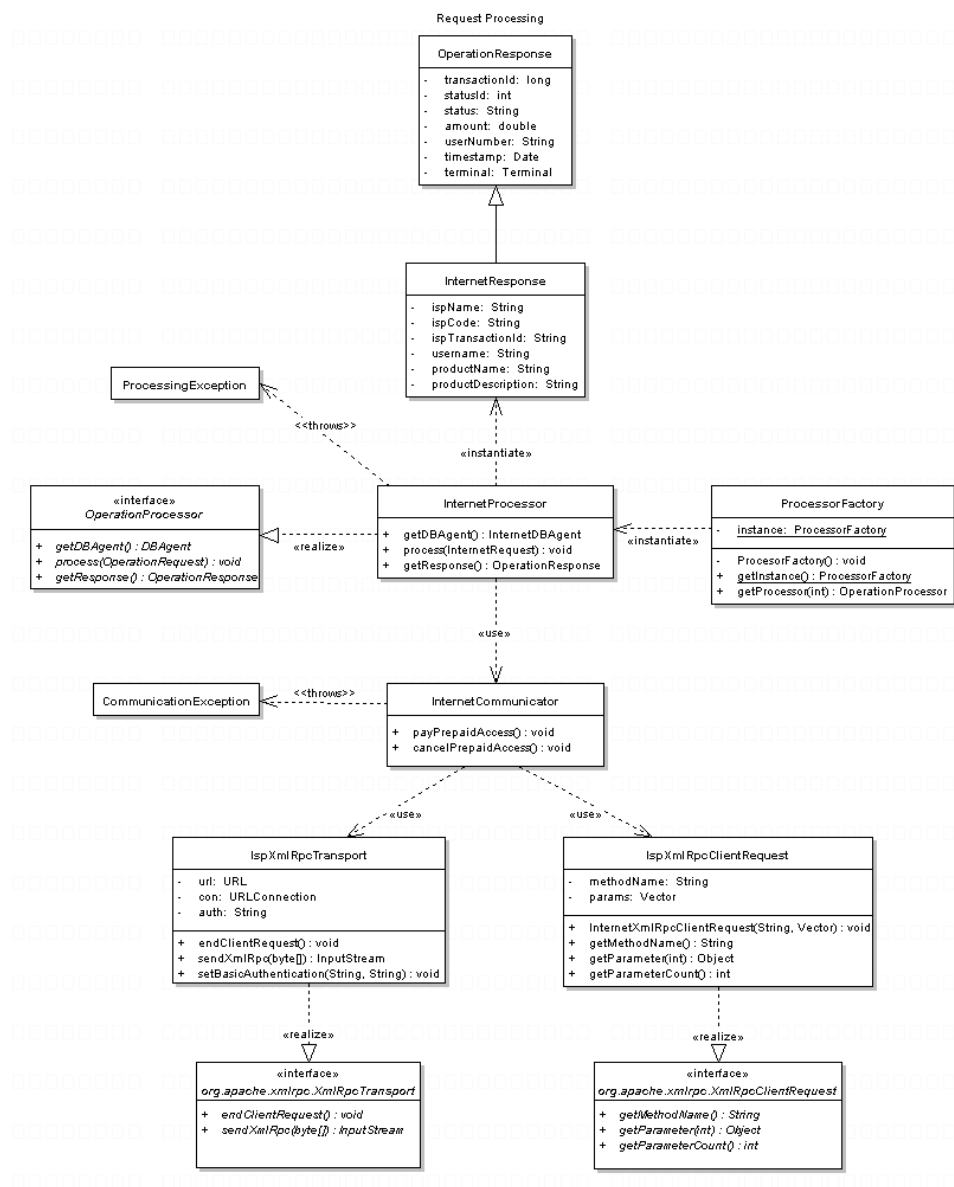 Request Processing
OperationResponse
- transactionId: long
- statusId: int
- status: String
- amount: double
- userNumber: String
- timestamp: Date
- terminal: Terminal
InternetResponse
- ispName: String
- ispCode: String
- ispTransactionId: String
- username: String
- productName: String
- productDescription: String
ProcessingException
<<throws>>
«instantiate»
«interface»
OperationProcessor
+ getDBAgent() : DBAgent
+ process(OperationRequest) : void
+ getResponse() : OperationResponse
«realize»
InternetProcessor
+ getDBAgent() : InternetDBAgent
+ process(InternetRequest) : void
+ getResponse() : OperationResponse
«instantiate»
ProcessorFactory
- instance: ProcessorFactory
- ProcesorFactory() : void
+ getInstance() : ProcessorFactory
+ getProcessor(int) : OperationProcessor
«use»
CommunicationException
<<throws>>
InternetCommunicator
+ payPrepaidAccess() : void
+ cancelPrepaidAccess() : void
«use»
«use»
IspXmlRpcTransport
- url: URL
- con: URLConnection
- auth: String
+ endClientRequest() : void
+ sendXmlRpc(byte[]) : InputStream
+ setBasicAuthentication(String, String) : void
IspXmlRpcClientRequest
- methodName: String
- params: Vector
+ InternetXmlRpcClientRequest(String, Vector) : void
+ getMethodName() : String
+ getParameter(int) : Object
+ getParameterCount() : int
«realize»
«realize»
«interface»
org.apache.xmlrpc.XmlRpcTransport
+ endClientRequest() : void
+ sendXmlRpc(byte[]) : InputStream
«interface»
org.apache.xmlrpc.XmlRpcClientRequest
+ getMethodName() : String
+ getParameter(int) : Object
+ getParameterCount() : int